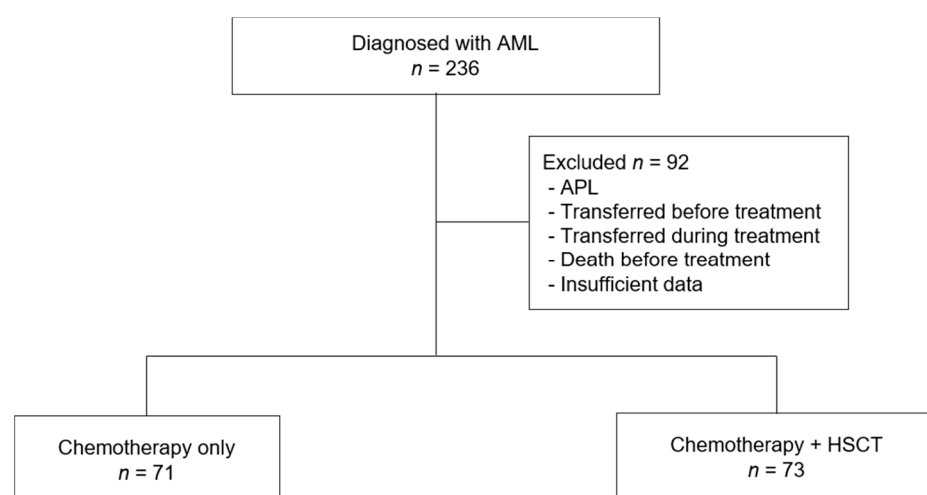 Diagnosed with AML
n = 236
Excluded n = 92
- APL
- Transferred before treatment
- Transferred during treatment
- Death before treatment
- Insufficient data
Chemotherapy only
n = 71
Chemotherapy + HSCT
n = 73